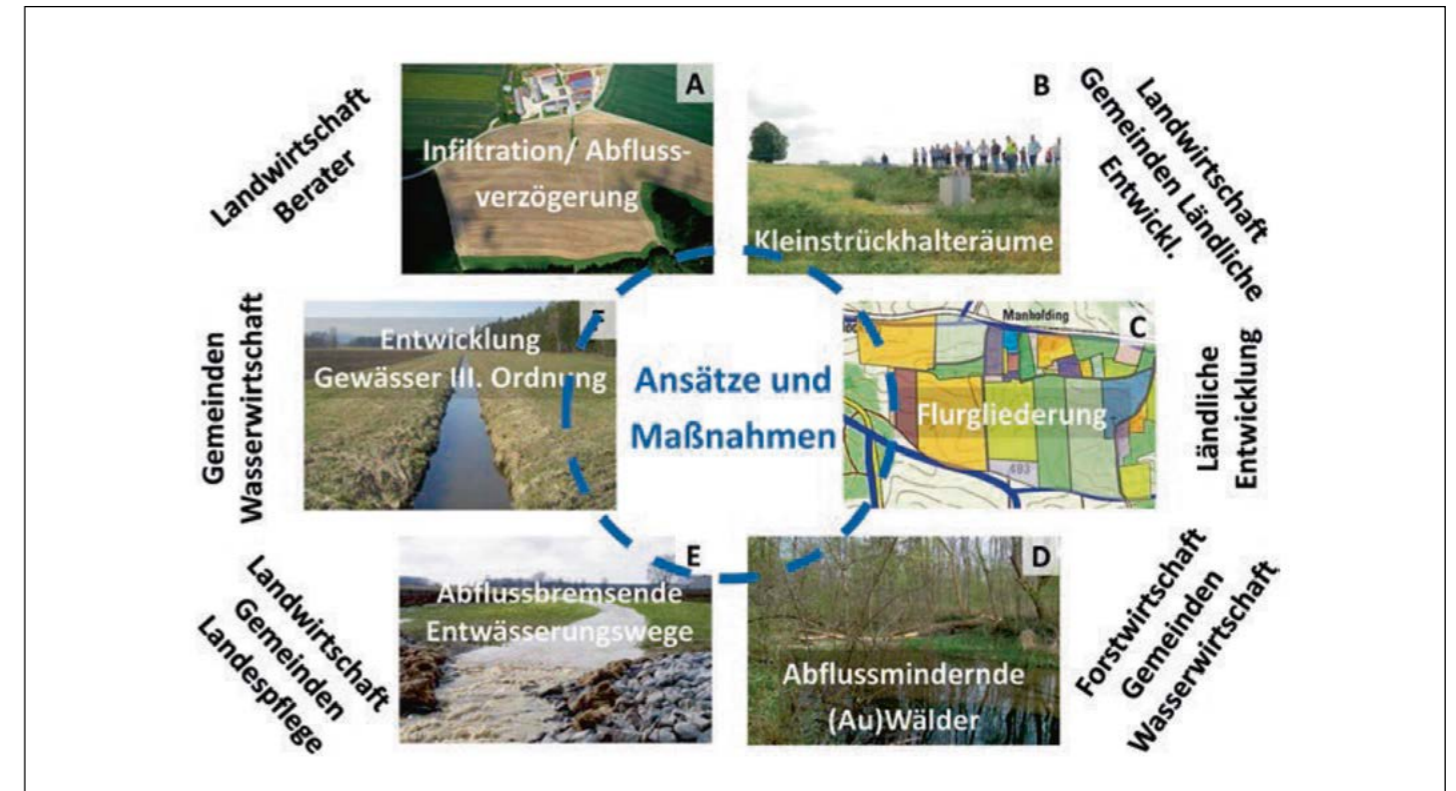 Landwirtschaft
Berater
A
Infiltration/ Abfluss-
verzögerung
B
Kleinstrückhalteräume
Landwirtschaft
Gemeinden Ländliche
Entwickl.
Gemeinden
Wasserwirtschaft
Entwicklung
Gewässer III. Ordnung
Ansätze und
Maßnahmen
Manholding
C
Flurgliederung
493
Ländliche
Entwicklung
Landwirtschaft
Gemeinden
Landespflege
E
Abflussbremsende
Entwässerungswege
D
Abflussmindernde
(Au)Wälder
Forstwirtschaft
Gemeinden
Wasserwirtschaft